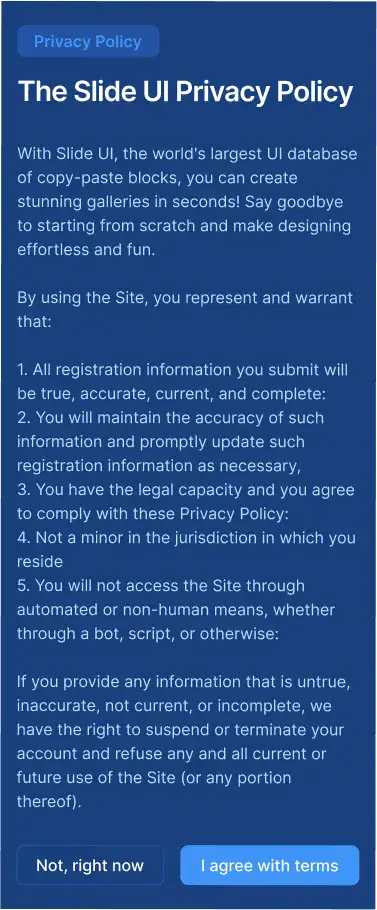 Privacy Policy
The Slide UI Privacy Policy
With Slide UI, the world's largest UI database
of copy-paste blocks, you can create
stunning galleries in seconds! Say goodbye
to starting from scratch and make designing
effortless and fun.
By using the Site, you represent and warrant
that:
1. All registration information you submit will
be true, accurate, current, and complete:
2. You will maintain the accuracy of such
information and promptly update such
registration information as necessary,
3. You have the legal capacity and you agree
to comply with these Privacy Policy:
4. Not a minor in the jurisdiction in which you
reside
5. You will not access the Site through
automated or non-human means, whether
through a bot, script, or otherwise:
If you provide any information that is untrue,
inaccurate, not current, or incomplete, we
have the right to suspend or terminate your
account and refuse any and all current or
future use of the Site (or any portion
thereof).
Not, right now
I agree with terms